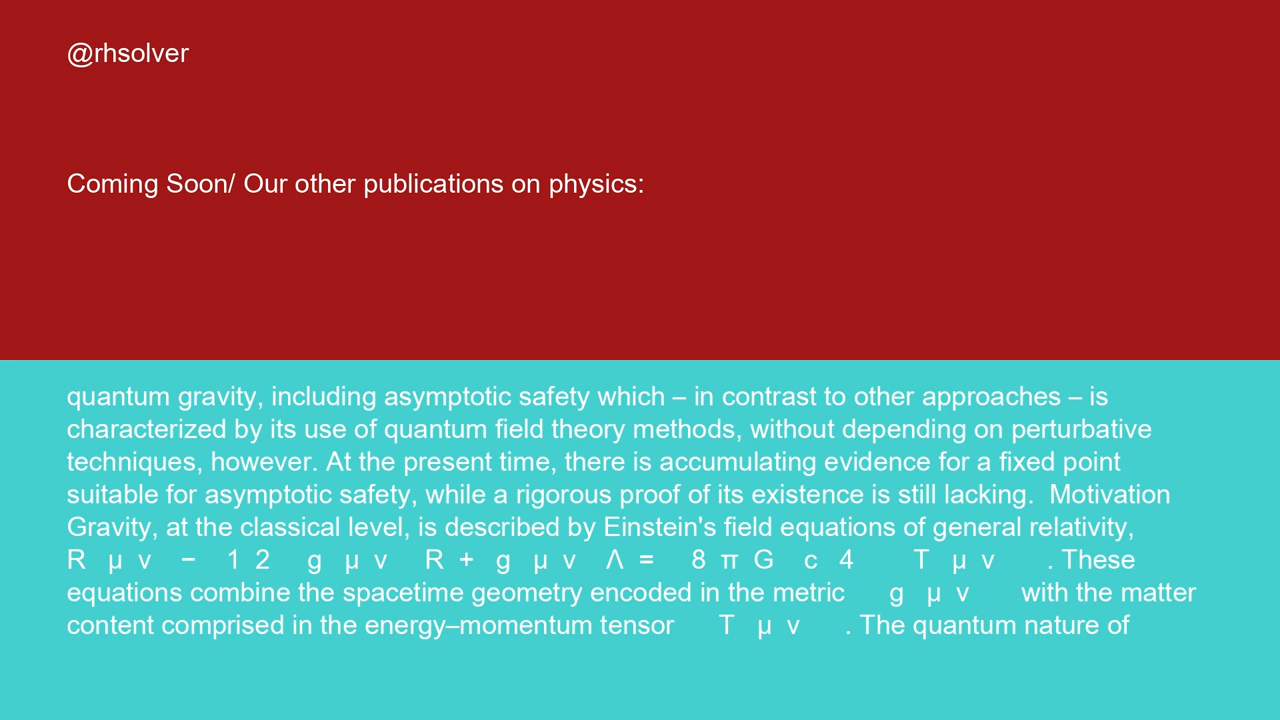 @rhsolver
Coming Soon/ Our other publications on physics:
quantum gravity, including asymptotic safety which – in contrast to other approaches – is
characterized by its use of quantum field theory methods, without depending on perturbative
techniques, however. At the present time, there is accumulating evidence for a fixed point
suitable for asymptotic safety, while a rigorous proof of its existence is still lacking.  Motivation
Gravity, at the classical level, is described by Einstein's field equations of general relativity,
R μ ν − 1 2 g μ ν R + g μ ν Λ = 8 π G c 4 T μ ν . These
equations combine the spacetime geometry encoded in the metric g μ ν with the matter
content comprised in the energy–momentum tensor T μ ν . The quantum nature of